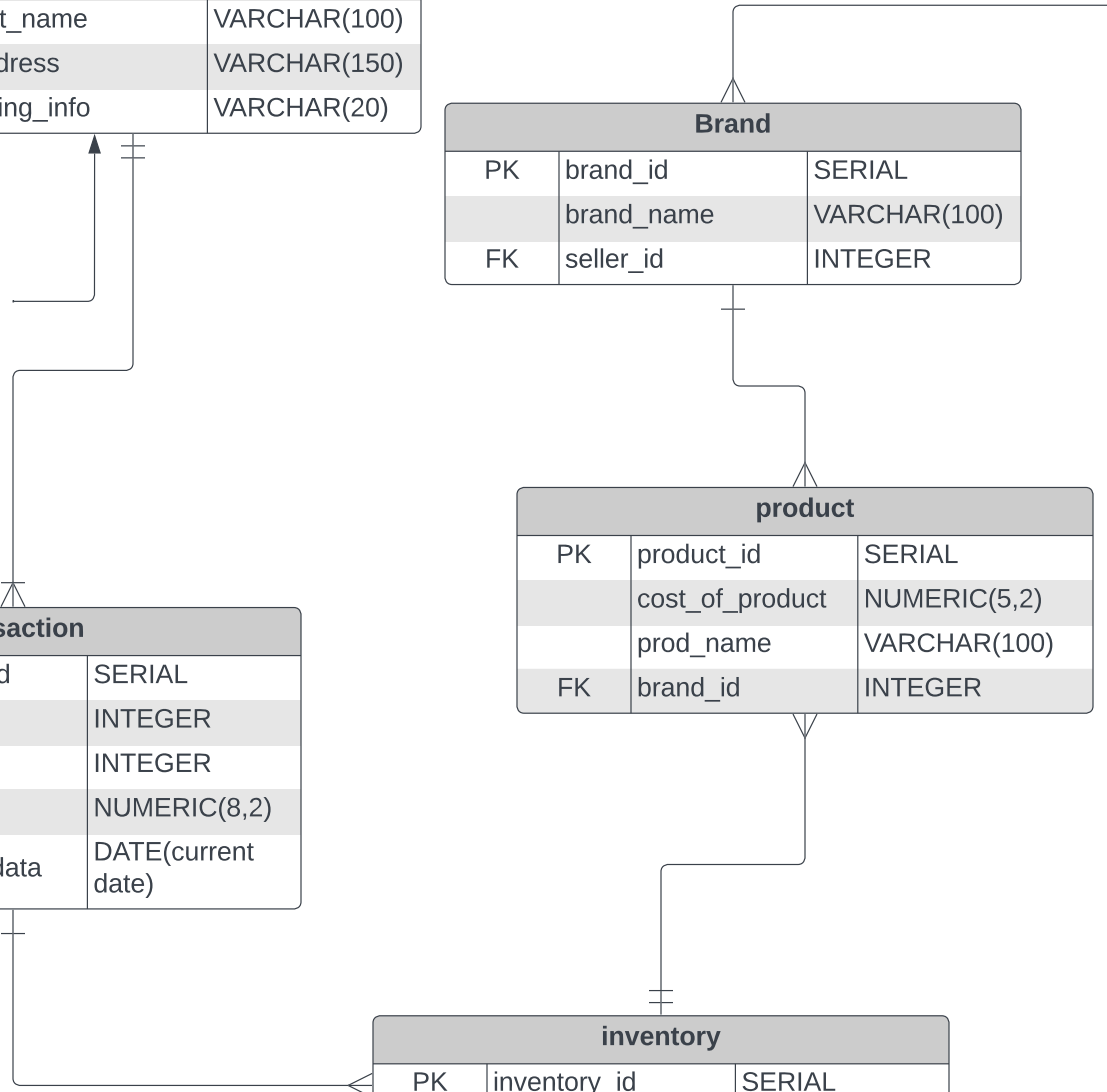 t_name VARCHAR(100)
dress VARCHAR(150)
ing_info VARCHAR(20)
Brand
PK brand_id SERIAL
brand_name VARCHAR(100)
FK seller_id INTEGER
product
PK product_id SERIAL
cost_of_product NUMERIC(5,2)
prod_name VARCHAR(100)
FK brand_id INTEGER
saction
d SERIAL
INTEGER
INTEGER
NUMERIC(8,2)
data DATE(current
date)
inventory
PK inventory_id SERIAL